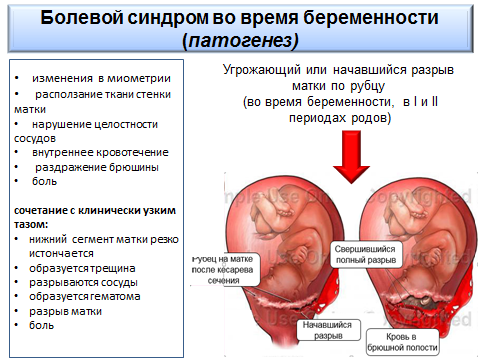 Болевой синдром во время беременности
(патогенез)
• изменения в миометрии
• расползание ткани стенки
матки
• нарушение целостности
сосудов
• внутреннее кровотечение
• раздражение брюшины
• боль
сочетание с клинически узким
тазом:
• нижний сегмент матки резко
истончается
• образуется трещина
• разрываются сосуды
• образуется гематома
• разрыв матки
• боль
Угрожающий или начавшийся разрыв
матки по рубцу
(во время беременности, в I и II
периодах родов)
Рубец на матке
после кесарева
сечения
Свершившийся
полный разрыв
Начавшийся
разрыв
Кровь в
брюшной полости